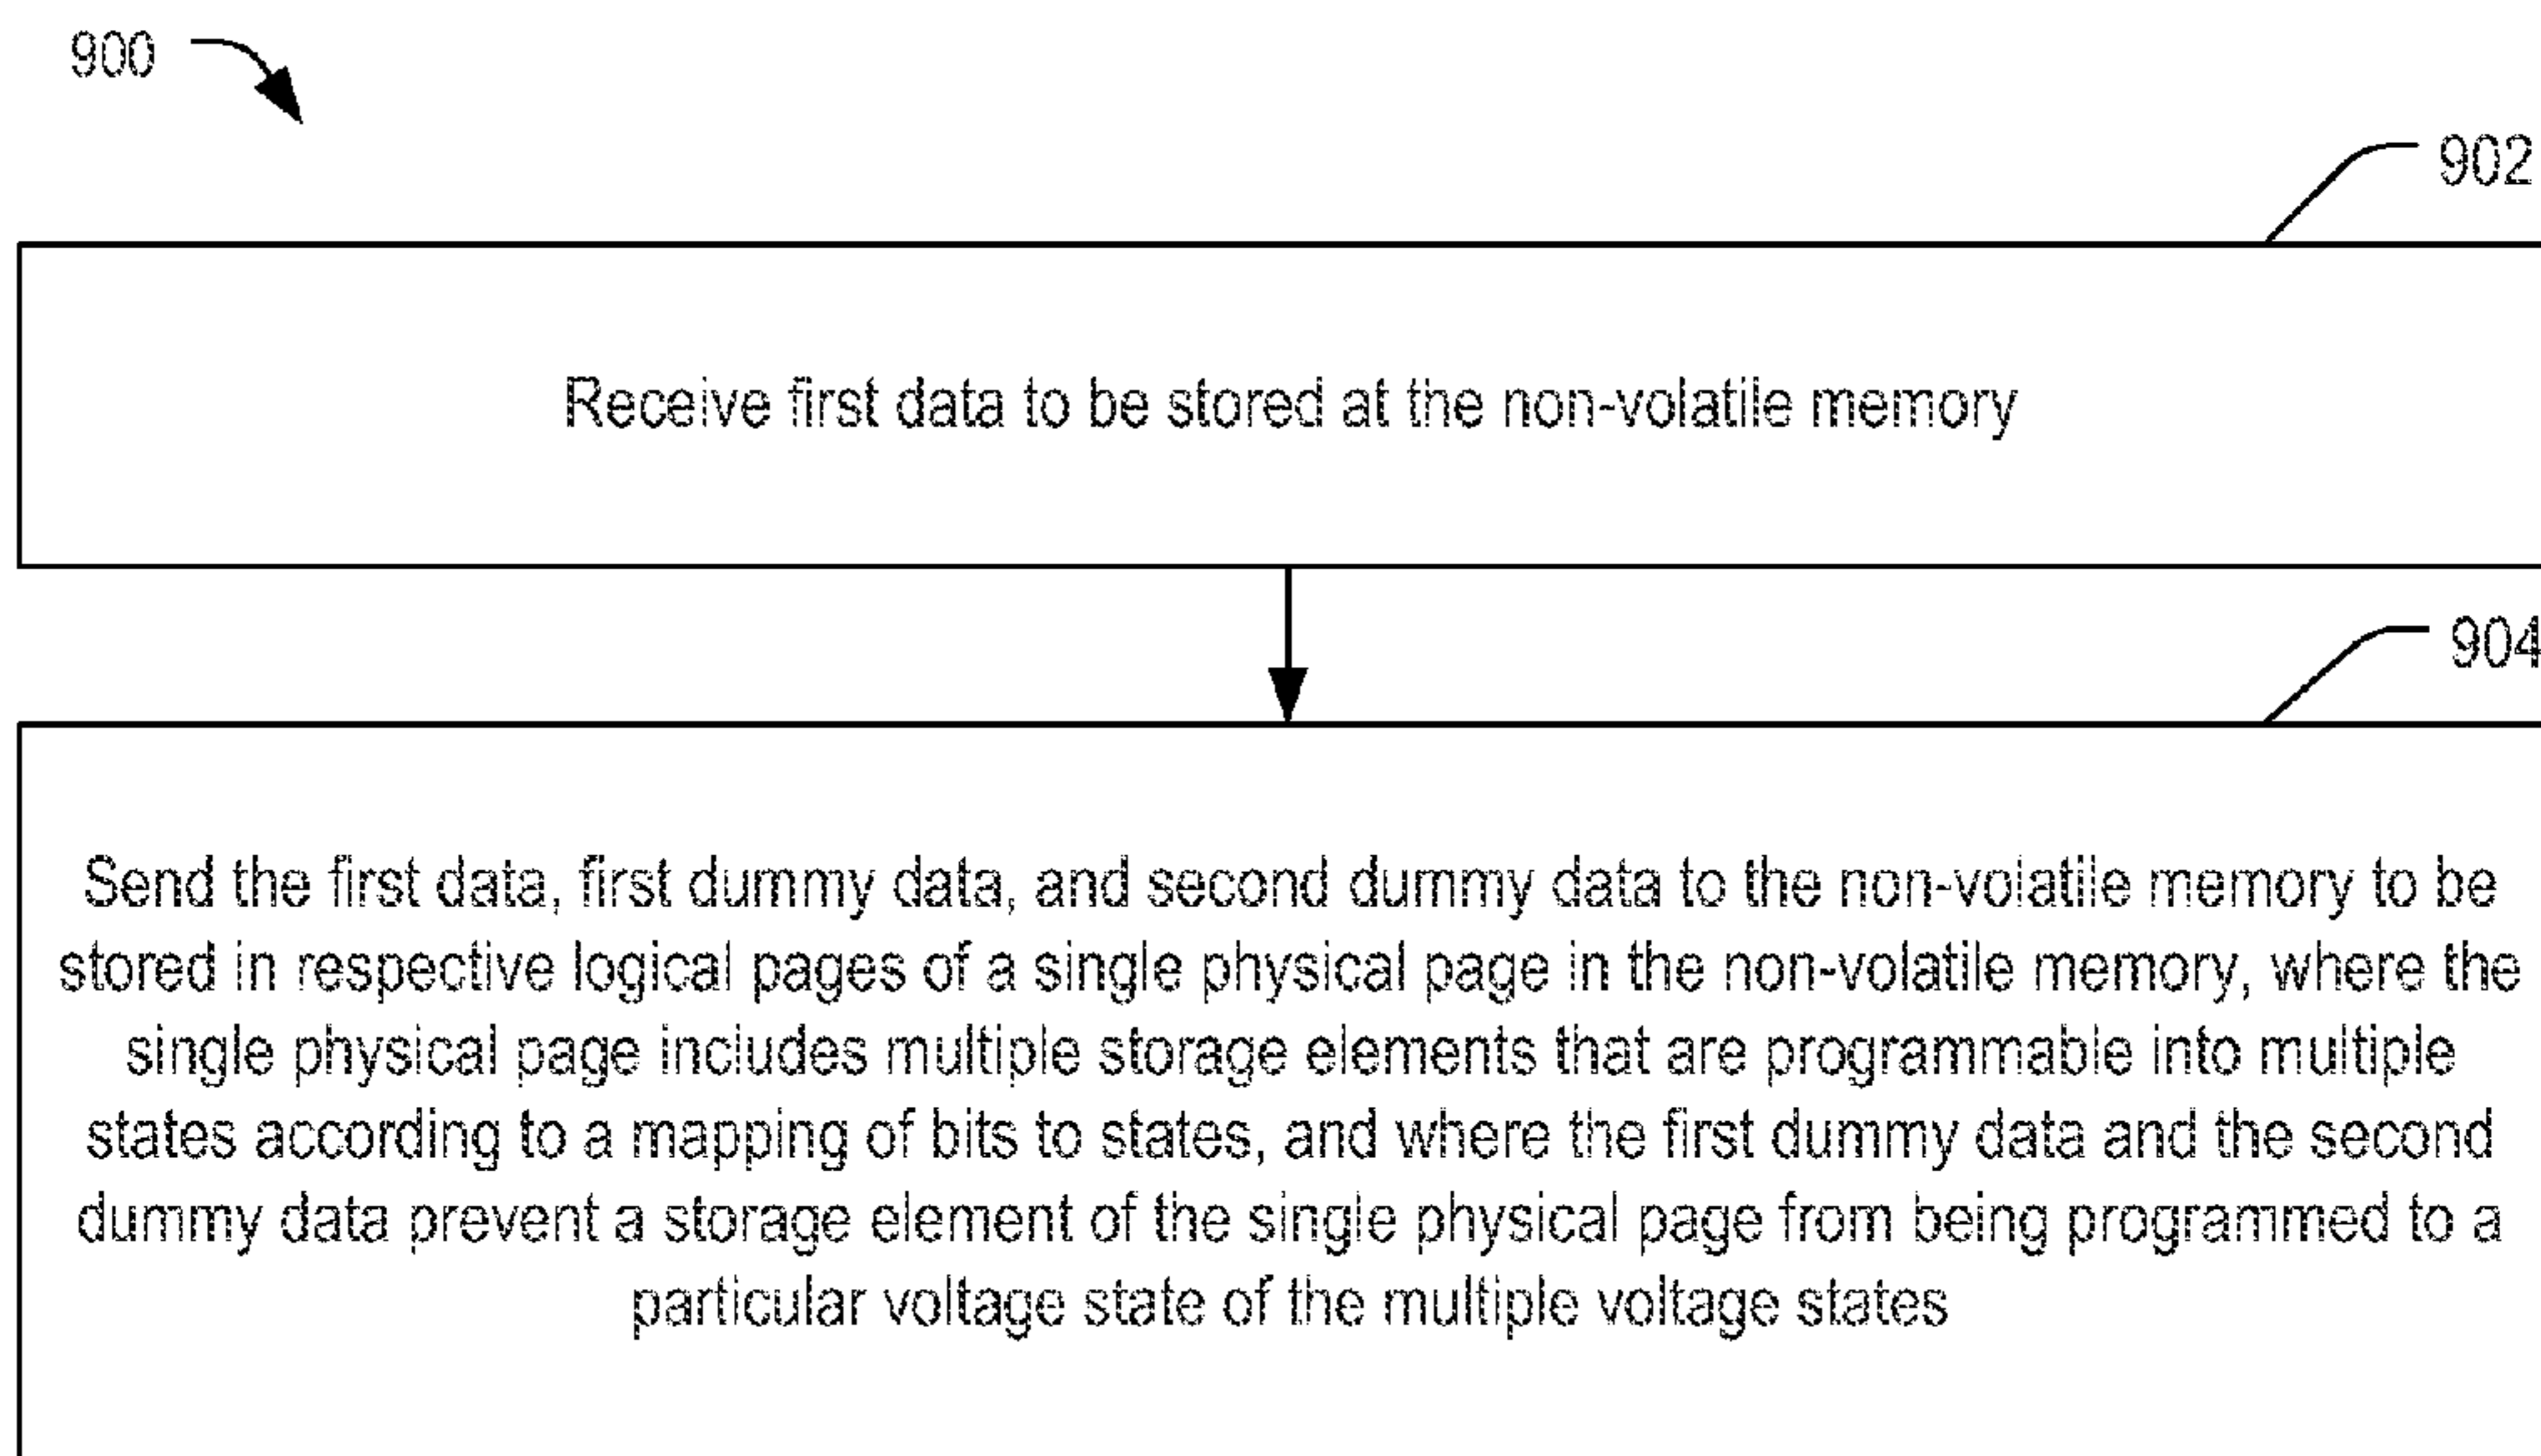 900
902
Receive first data to be stored at the non-volatile memory
904
Send the first data, first dummy data, and second dummy data to the non-volatile memory to be
stored in respective logical pages of a single physical page in the non-volatile memory, where the
single physical page includes multiple storage elements that are programmable into multiple
states according to a mapping of bits to states, and where the first dummy data and the second
dummy data prevent a storage element of the single physical page from being programmed to a
particular voltage state of the multiple voltage states